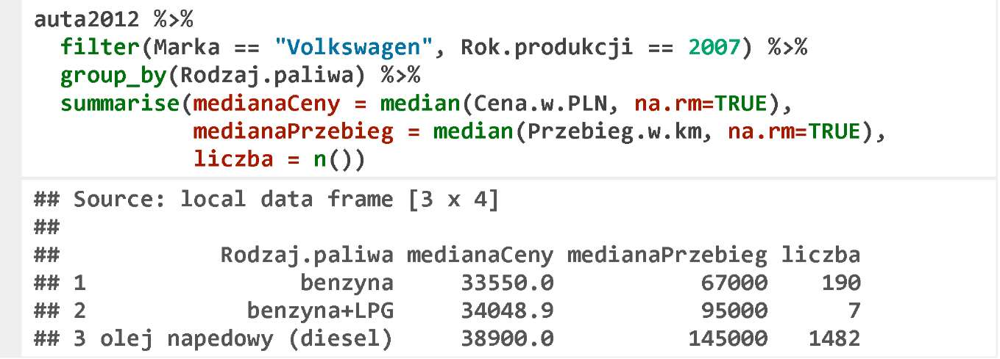 auta2012 %>%
  filter(Marka == "Volkswagen", Rok.produkcji == 2007) %>%
  group_by(Rodzaj.paliwa) %>%
  summarise(medianaCeny = median(Cena.w.PLN, na.rm=TRUE),
            medianaPrzebieg = median(Przebieg.w.km, na.rm=TRUE),
            liczba = n())
## Source: local data frame [3 x 4]
##
##            Rodzaj.paliwa medianaCeny medianaPrzebieg liczba
## 1                benzyna     33550.0           67000    190
## 2            benzyna+LPG     34048.9           95000      7
## 3 olej napedowy (diesel)     38900.0          145000   1482